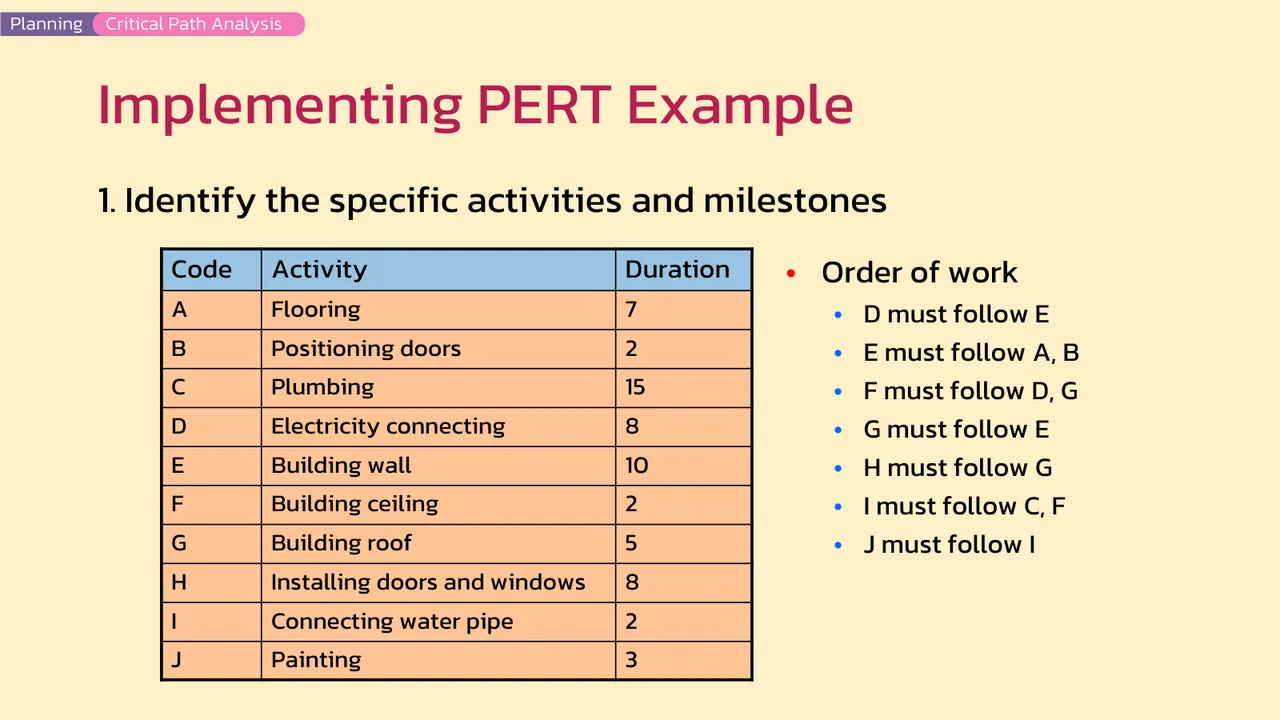 Planning Critical Path Analysis
Implementing PERT Example
1. Identify the specific activities and milestones
Code Activity Duration
A Flooring 7
B Positioning doors 2
C Plumbing 15
D Electricity connecting 8
E Building wall 10
F Building ceiling 2
G Building roof 5
H Installing doors and windows 8
I Connecting water pipe 2
J Painting 3
• Order of work
• D must follow E
• E must follow A, B
• F must follow D, G
• G must follow E
• H must follow G
• I must follow C, F
• J must follow I